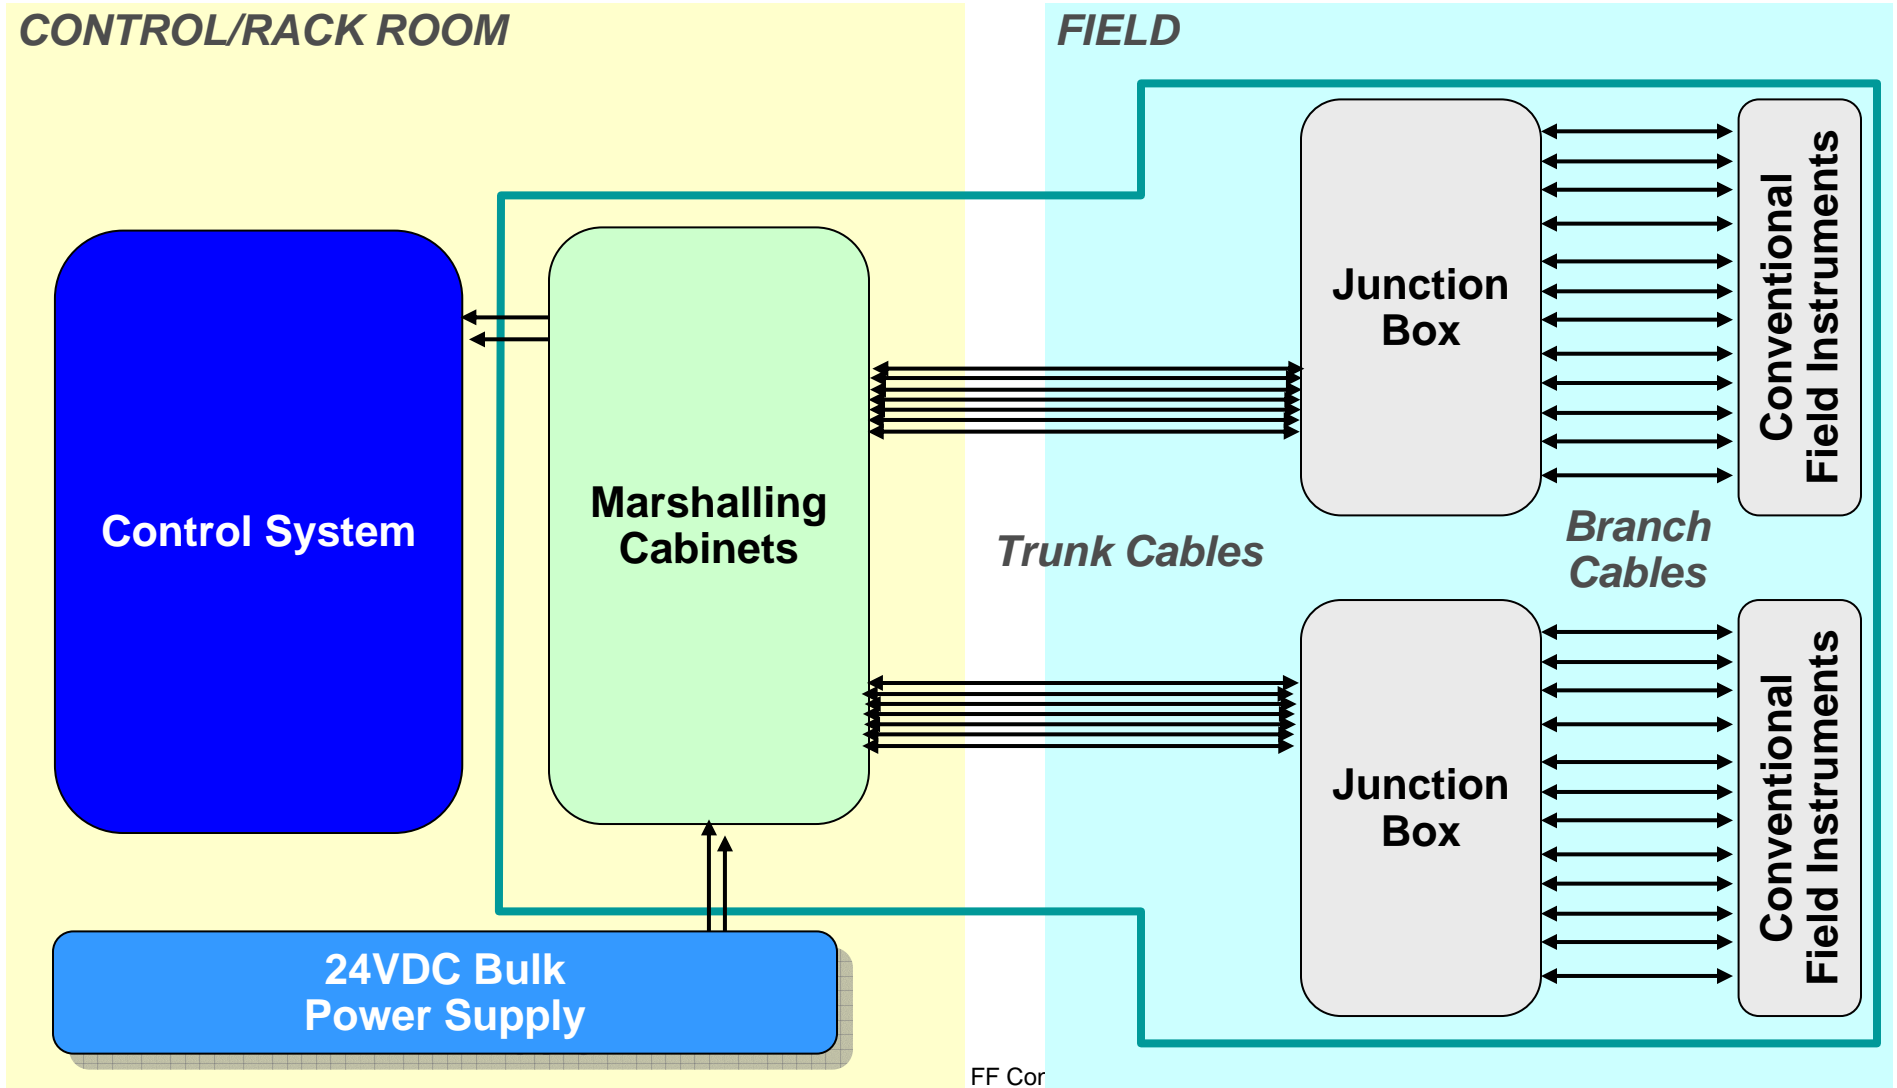 CONTROL/RACK ROOM
FIELD
Control System
Marshalling
Cabinets
Trunk Cables
Junction
Box
Conventional
Field Instruments
Branch
Cables
Junction
Box
Conventional
Field Instruments
24VDC Bulk
Power Supply
FF Cor